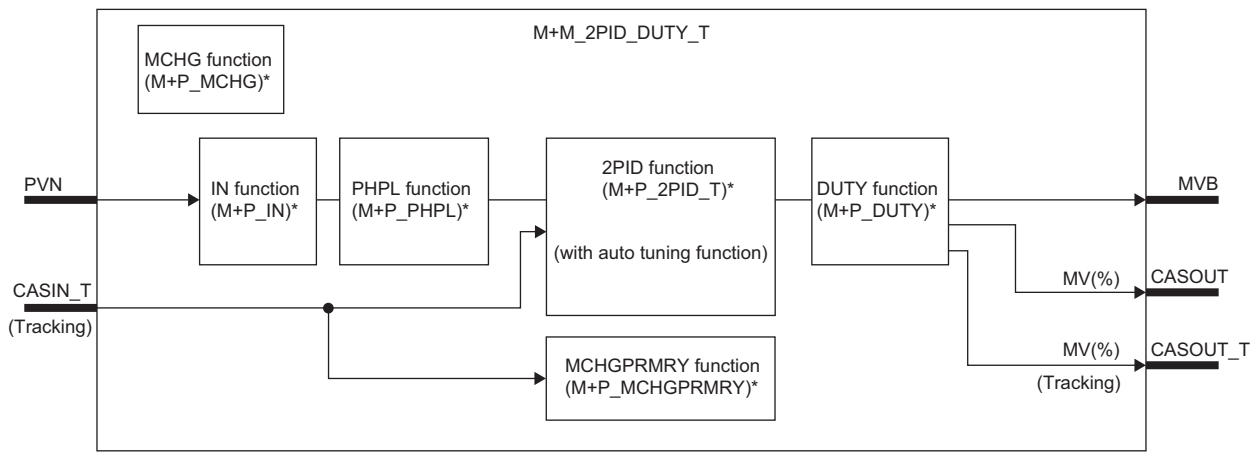 M+M_2PID_DUTY_T
MCHG function
(M+P_MCHG)*
PVN
IN function
(M+P_IN)*
PHPL function
(M+P_PHPL)*
2PID function
(M+P_2PID_T)*
(with auto tuning function)
DUTY function
(M+P_DUTY)*
MVB
CASIN_T
(Tracking)
MV(%)
CASOUT
MV(%)
(Tracking)
CASOUT_T
MCHGPRMRY function
(M+P_MCHGPRMRY)*